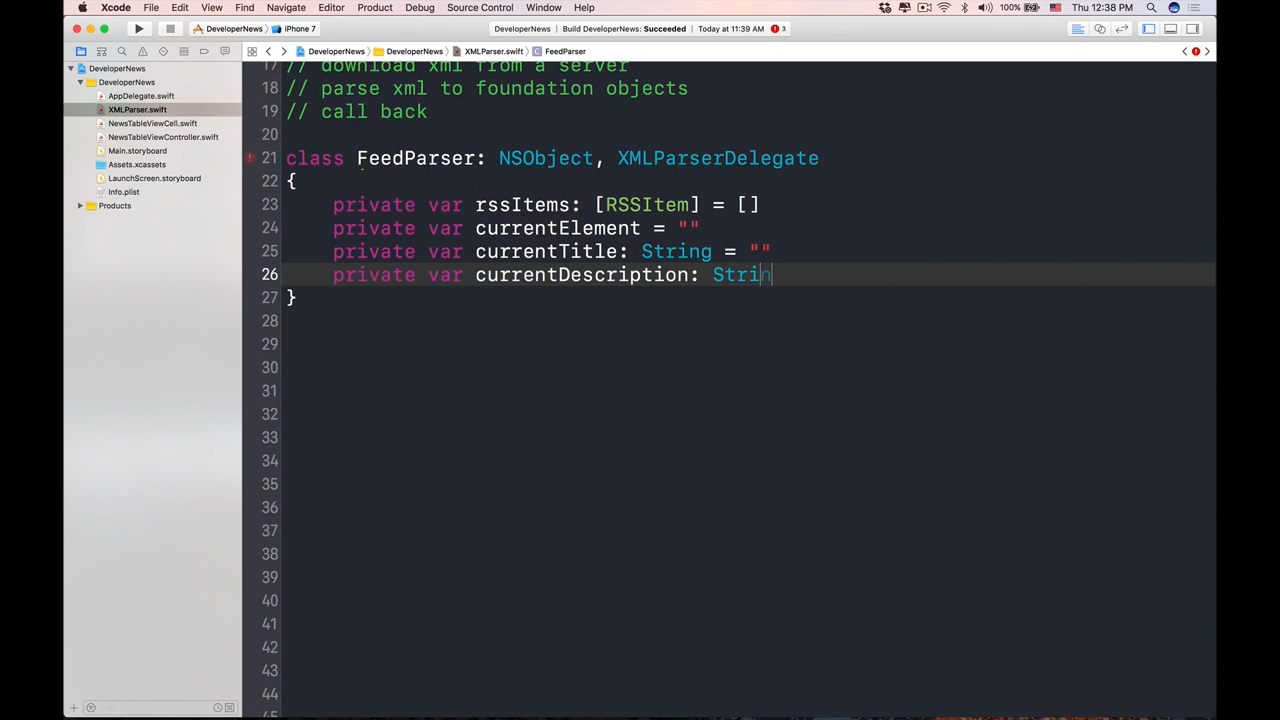 Xcode File Edit View Find Navigate Editor Product Debug Source Control Window Help 100% Thu 12:38 PM
DeveloperNews iPhone 7 DeveloperNews Build DeveloperNews: Succeeded Today at 11:39 AM 3
DeveloperNews DeveloperNews XMLParser.swift FeedParser
DeveloperNews
DeveloperNews
AppDelegate.swift
XMLParser.swift
NewsTableViewCell.swift
NewsTableViewController.swift
Main.storyboard
Assets.xcassets
LaunchScreen.storyboard
Info.plist
Products
17 // download xml from a server
18 // parse xml to foundation objects
19 // call back
20
21 class FeedParser: NSObject, XMLParserDelegate
22 {
23 private var rssItems: [RSSItem] = []
24 private var currentElement = ""
25 private var currentTitle: String = ""
26 private var currentDescription: Strin
27 }
28
29
30
31
32
33
34
35
36
37
38
39
40
41
42
43
44